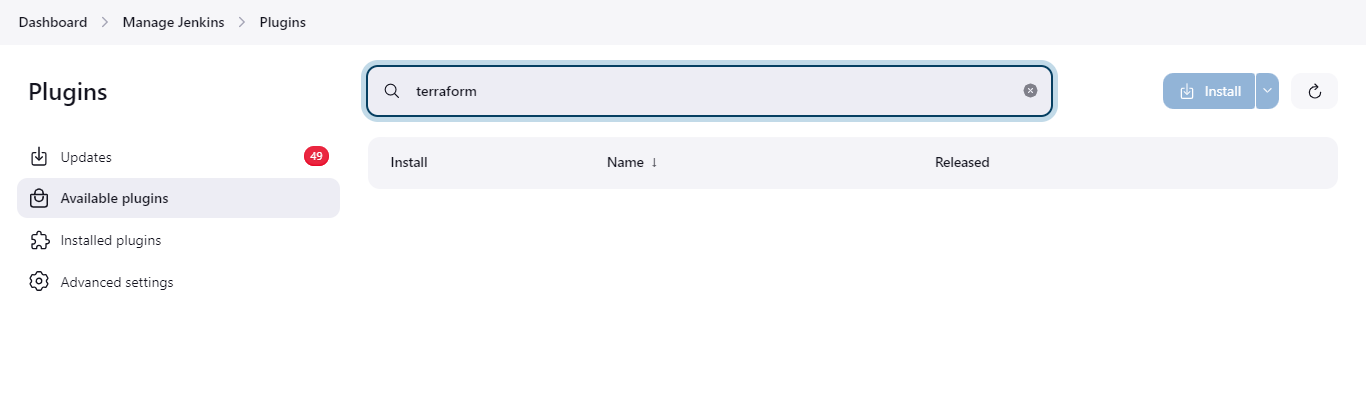 Dashboard > Manage Jenkins > Plugins
Plugins
terraform
Install
Updates 49
Available plugins
Installed plugins
Advanced settings
Install Name ↓ Released